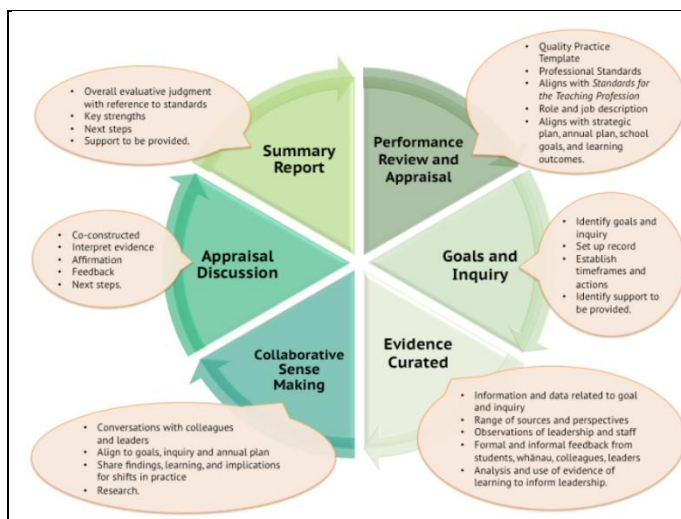 Performance
Review and
Appraisal
• Quality Practice
Template
• Professional Standards
• Aligns with Standards for
the Teaching Profession
• Role and job description
• Aligns with strategic
plan, annual plan, school
goals, and learning
outcomes.
Goals and
Inquiry
• Identify goals and
inquiry
• Set up record
• Establish
timeframes and
actions
• Identify support to
be provided.
Evidence
Curated
• Information and data related to goal
and inquiry
• Range of sources and perspectives
• Observations of leadership and staff
• Formal and informal feedback from
students, whānau, colleagues, leaders
• Analysis and use of evidence of
learning to inform leadership.
Collaborative
Sense
Making
• Conversations with colleagues
and leaders
• Align to goals, inquiry and annual plan
• Share findings, learning, and implications
for shifts in practice
• Research.
Appraisal
Discussion
• Co-constructed
• Interpret evidence
• Affirmation
• Feedback
• Next steps.
Summary
Report
• Overall evaluative judgment
with reference to standards
• Key strengths
• Next steps
• Support to be provided.